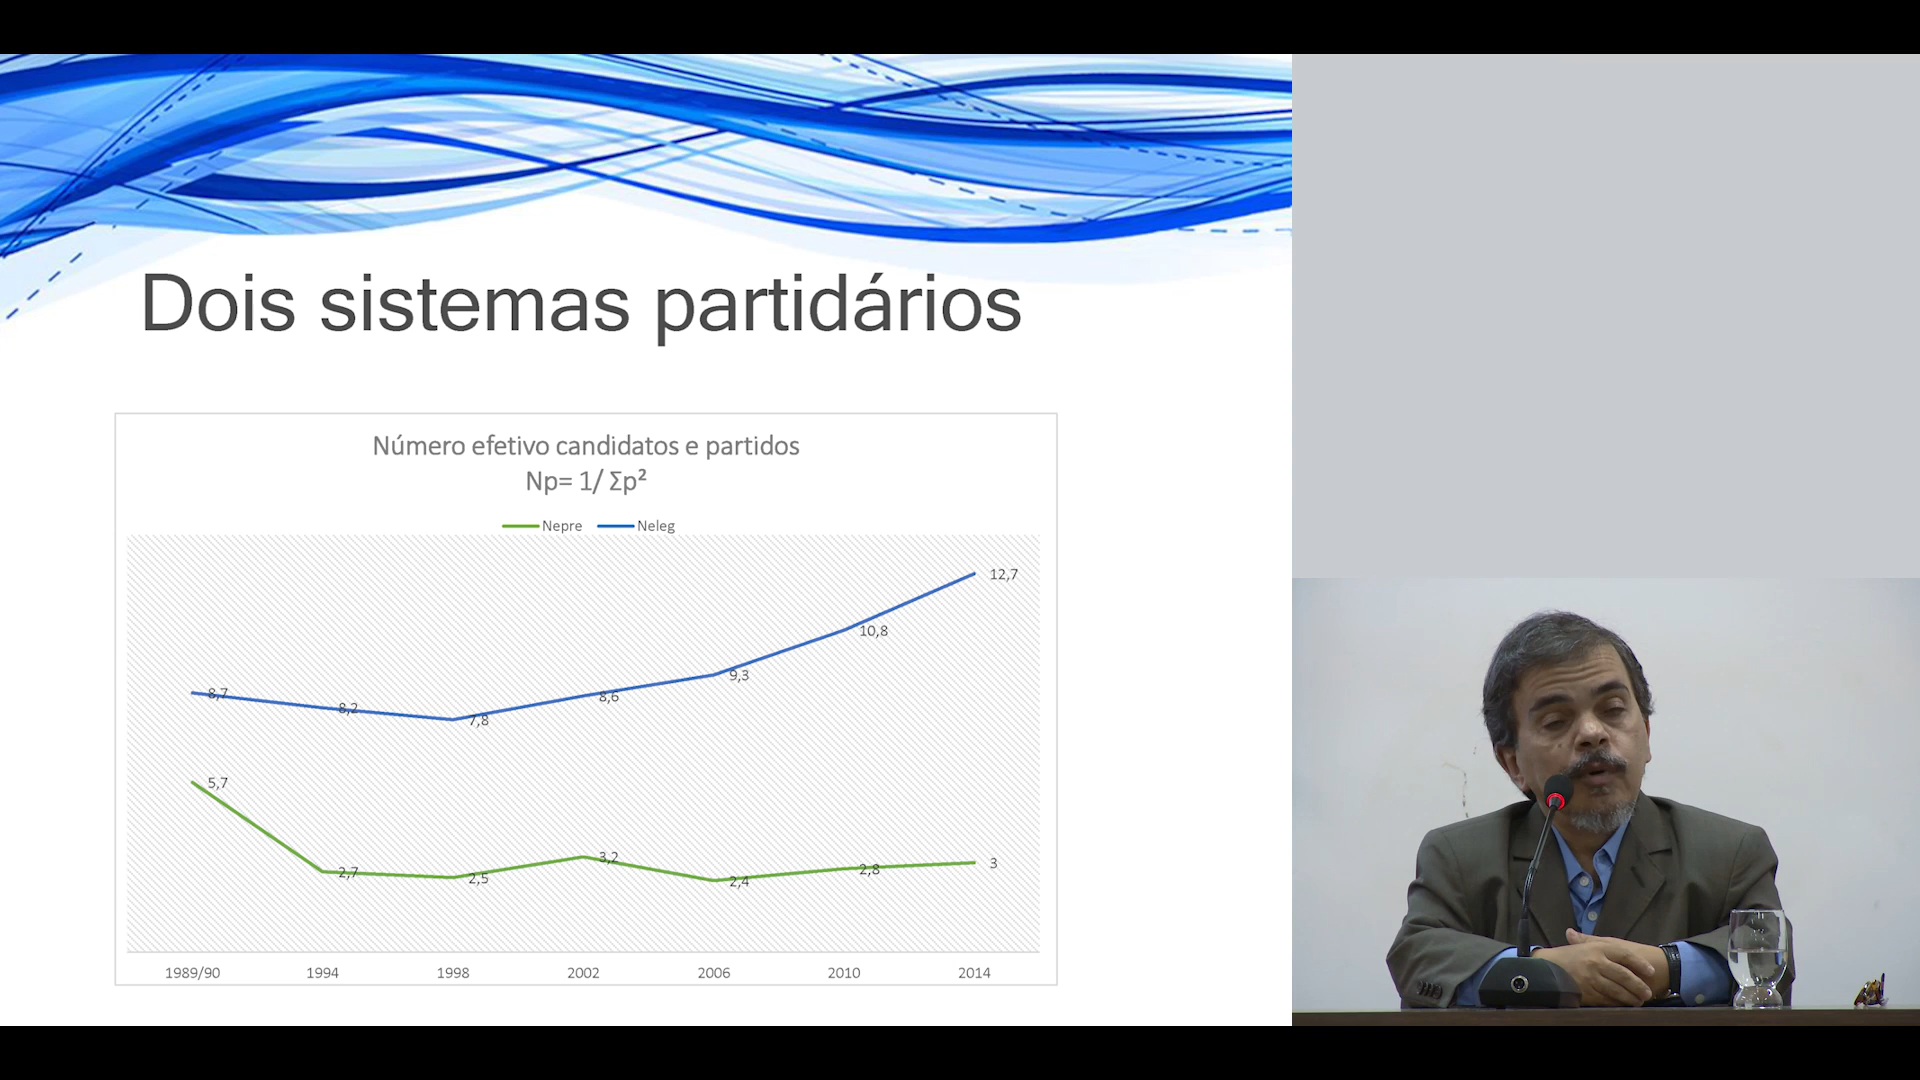 Dois sistemas partidários
Número efetivo candidatos e partidos
Np= 1/ Σp²
Nepre Neleg
12,7
10,8
9,3
8,7
8,2
7,8
8,6
5,7
2,7
2,5
3,2
2,4
2,8
3
1989/90 1994 1998 2002 2006 2010 2014